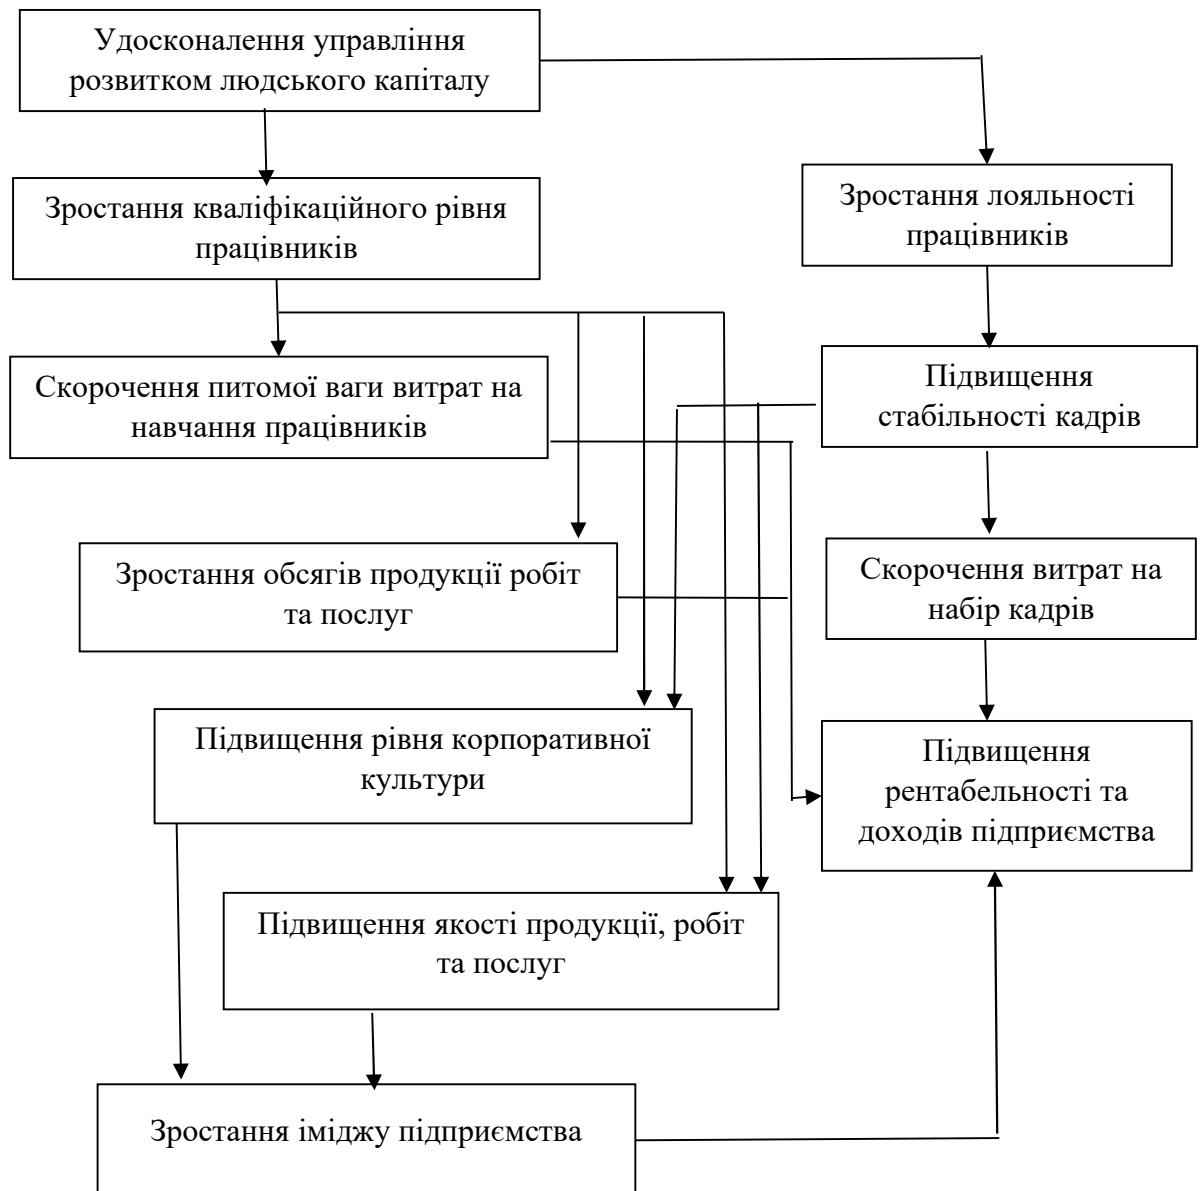 Удосконалення управління
розвитком людського капіталу
Зростання кваліфікаційного рівня
працівників
Зростання лояльності
працівників
Скорочення питомої ваги витрат на
навчання працівників
Підвищення
стабільності кадрів
Зростання обсягів продукції робіт
та послуг
Скорочення витрат на
набір кадрів
Підвищення рівня корпоративної
культури
Підвищення
рентабельності та
доходів підприємства
Підвищення якості продукції, робіт
та послуг
Зростання іміджу підприємства